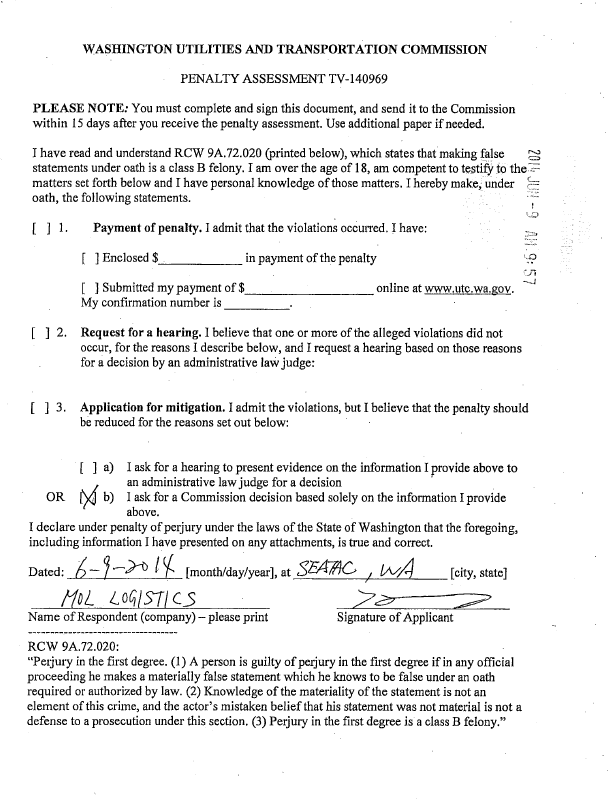 WASHINGTON UTILITIES AND TRANSPORTATION COMMISSION
PENALTY ASSESSMENT TV-140969
PLEASE NOTE: You must complete and sign this document, and send it to the Commission
within 15 days after you receive the penalty assessment. Use additional paper if needed.
I have read and understand RCW 9A.72.020 (printed below), which states that making false
statements under oath is a class B felony. I am over the age of 18, am competent to testify to the
matters set forth below and I have personal knowledge of those matters. I hereby make, under
oath, the following statements.
[ ] 1. Payment of penalty. I admit that the violations occurred. I have:
[ ] Enclosed $____________ in payment of the penalty
[ ] Submitted my payment of $___________________ online at www.utc.wa.gov.
My confirmation number is __________.
[ ] 2. Request for a hearing. I believe that one or more of the alleged violations did not
occur, for the reasons I describe below, and I request a hearing based on those reasons
for a decision by an administrative law judge:
[ ] 3. Application for mitigation. I admit the violations, but I believe that the penalty should
be reduced for the reasons set out below:
[ ] a) I ask for a hearing to present evidence on the information I provide above to
an administrative law judge for a decision
OR [X] b) I ask for a Commission decision based solely on the information I provide
above.
I declare under penalty of perjury under the laws of the State of Washington that the foregoing,
including information I have presented on any attachments, is true and correct.
Dated: 6-9-2014 [month/day/year], at SEATAC, WA [city, state]
MOL LOGISTICS
Name of Respondent (company) – please print Signature of Applicant
-----------------------------------
RCW 9A.72.020:
"Perjury in the first degree. (1) A person is guilty of perjury in the first degree if in any official
proceeding he makes a materially false statement which he knows to be false under an oath
required or authorized by law. (2) Knowledge of the materiality of the statement is not an
element of this crime, and the actor's mistaken belief that his statement was not material is not a
defense to a prosecution under this section. (3) Perjury in the first degree is a class B felony."
2014 JUN -9 AM 9:57